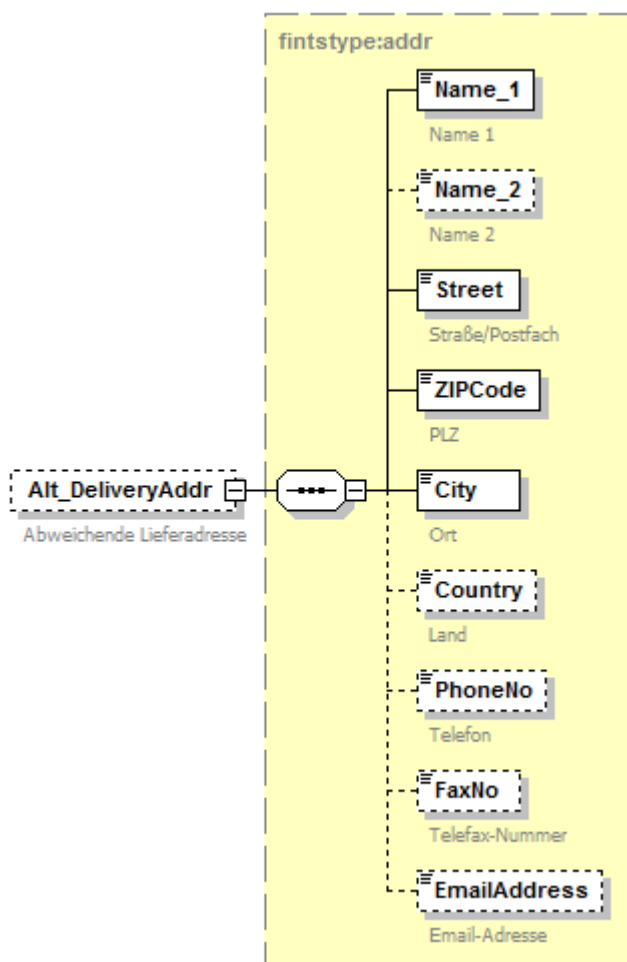 fintstype:addr
Name_1
Name 1
Name_2
Name 2
Street
Straße/Postfach
ZIPCode
PLZ
Alt_DeliveryAddr
Abweichende Lieferadresse
City
Ort
Country
Land
PhoneNo
Telefon
FaxNo
Telefax-Nummer
EmailAddress
Email-Adresse